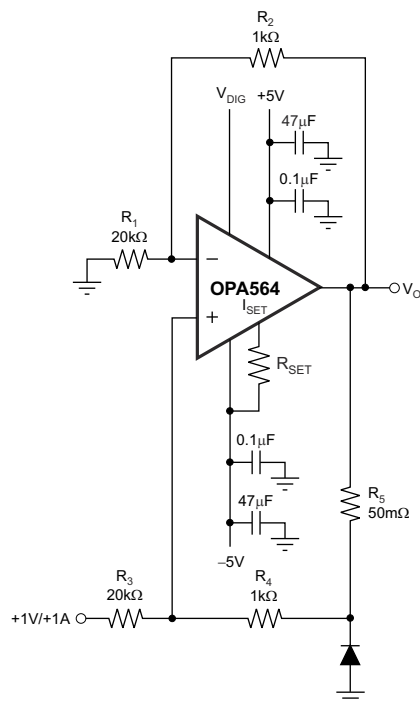 R2
1kΩ
VDIG
+5V
47µF
0.1µF
R1
20kΩ
−
OPA564
ISET
+
VO
RSET
0.1µF
47µF
R5
50mΩ
−5V
R3
20kΩ
R4
1kΩ
+1V/+1A